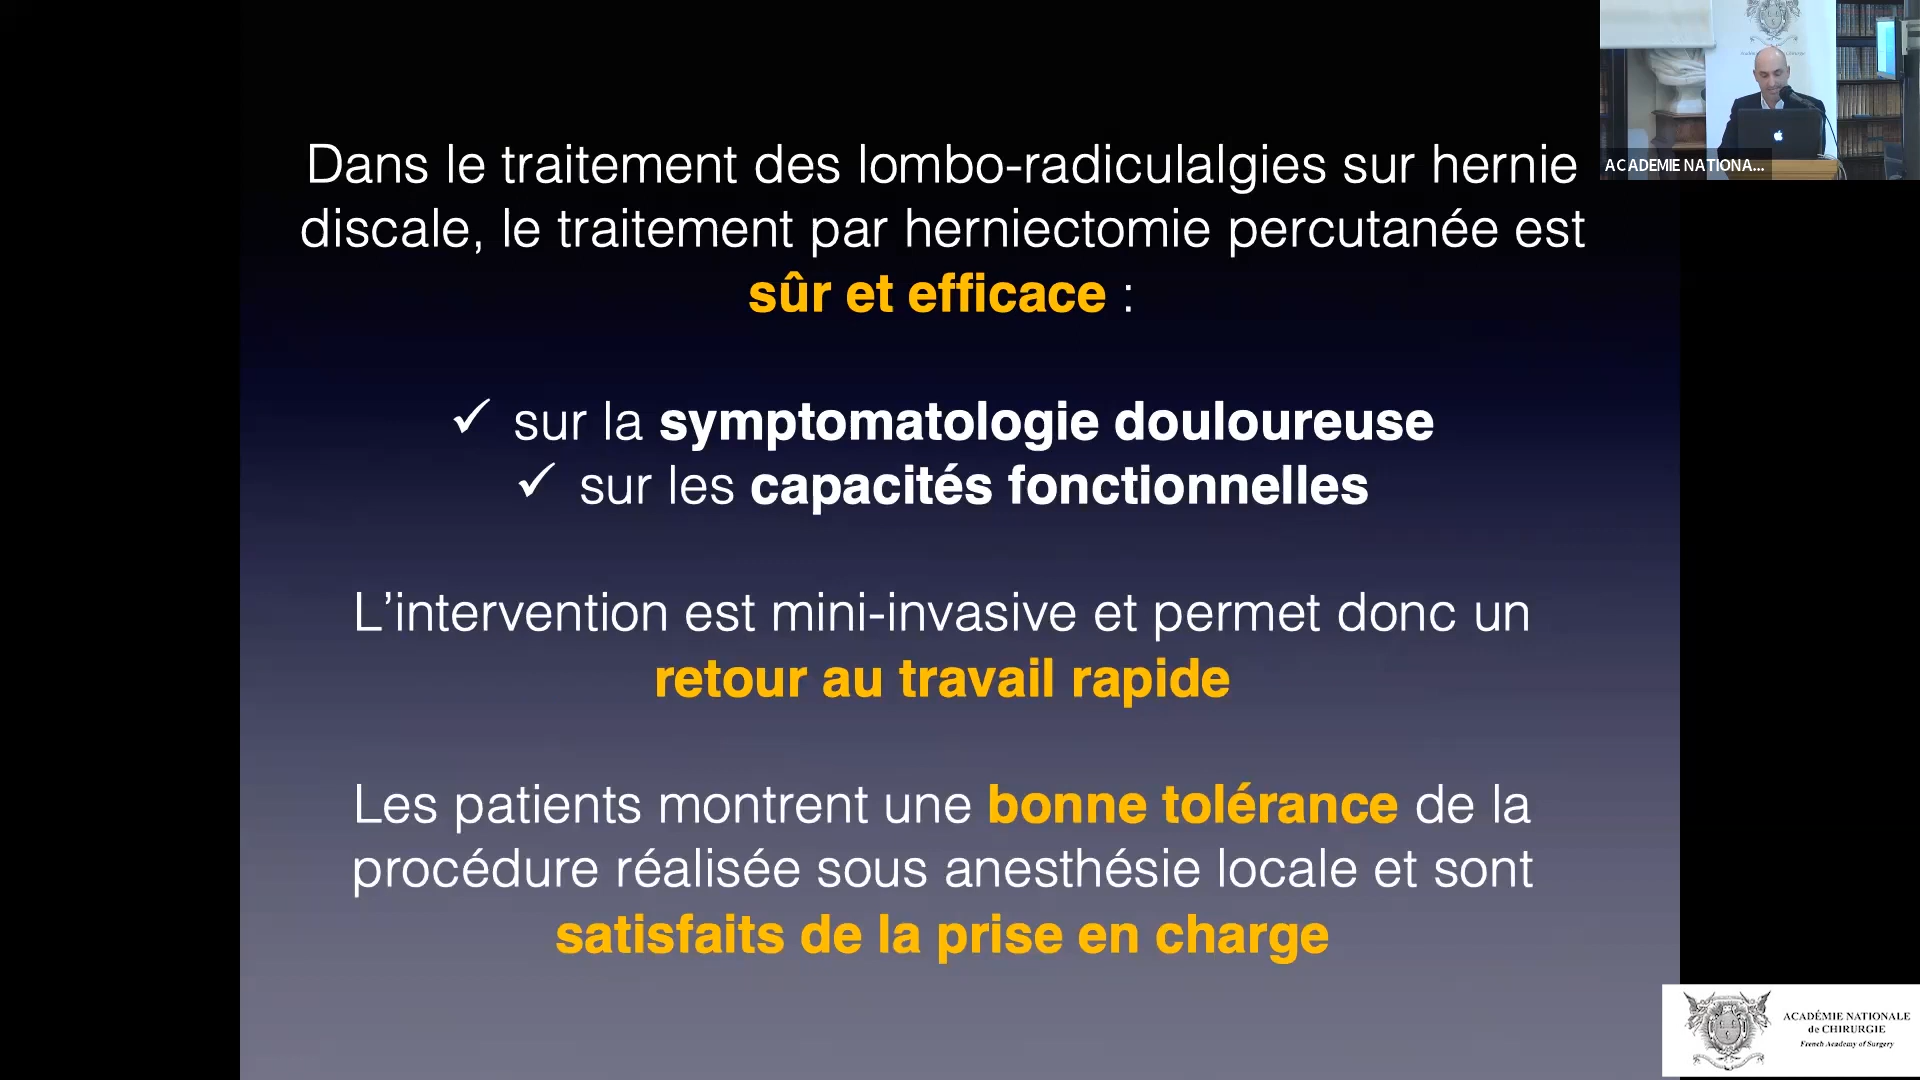 Dans le traitement des lombo-radiculalgies sur hernie
discale, le traitement par herniectomie percutanée est
sûr et efficace :
✓ sur la symptomatologie douloureuse
✓ sur les capacités fonctionnelles
L’intervention est mini-invasive et permet donc un
retour au travail rapide
Les patients montrent une bonne tolérance de la
procédure réalisée sous anesthésie locale et sont
satisfaits de la prise en charge
ACADEMIE NATIONA...
ACADÉMIE NATIONALE
de CHIRURGIE
French Academy of Surgery